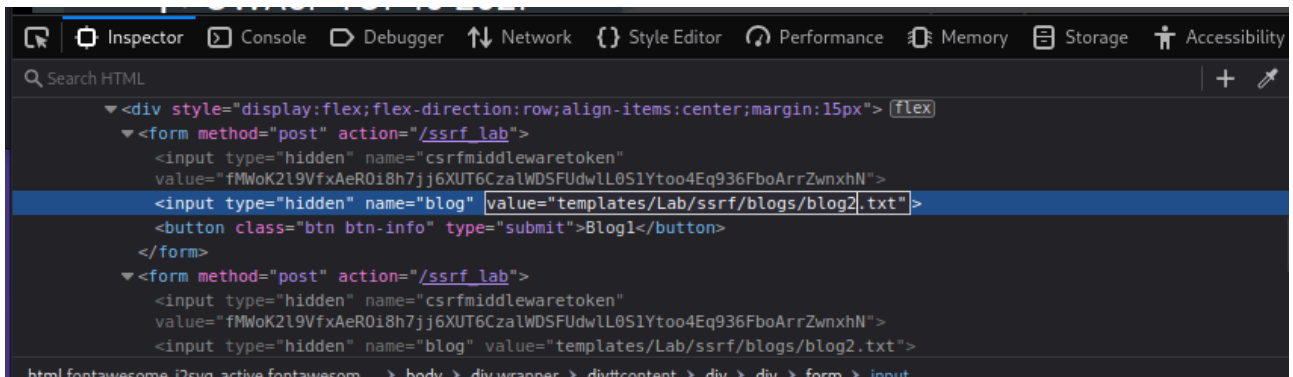 Inspector Console Debugger Network Style Editor Performance Memory Storage Accessibility
Search HTML
<div style="display:flex;flex-direction:row;align-items:center;margin:15px"> flex
<form method="post" action="/ssrf_lab">
<input type="hidden" name="csrfmiddlewaretoken"
value="fMWoK2l9VfxAeROi8h7jj6XUT6CzalWDSFUdwlL0S1Ytoo4Eq936FboArrZwnxhN">
<input type="hidden" name="blog" value="templates/Lab/ssrf/blogs/blog2.txt">
<button class="btn btn-info" type="submit">Blog1</button>
</form>
<form method="post" action="/ssrf_lab">
<input type="hidden" name="csrfmiddlewaretoken"
value="fMWoK2l9VfxAeROi8h7jj6XUT6CzalWDSFUdwlL0S1Ytoo4Eq936FboArrZwnxhN">
<input type="hidden" name="blog" value="templates/Lab/ssrf/blogs/blog2.txt">